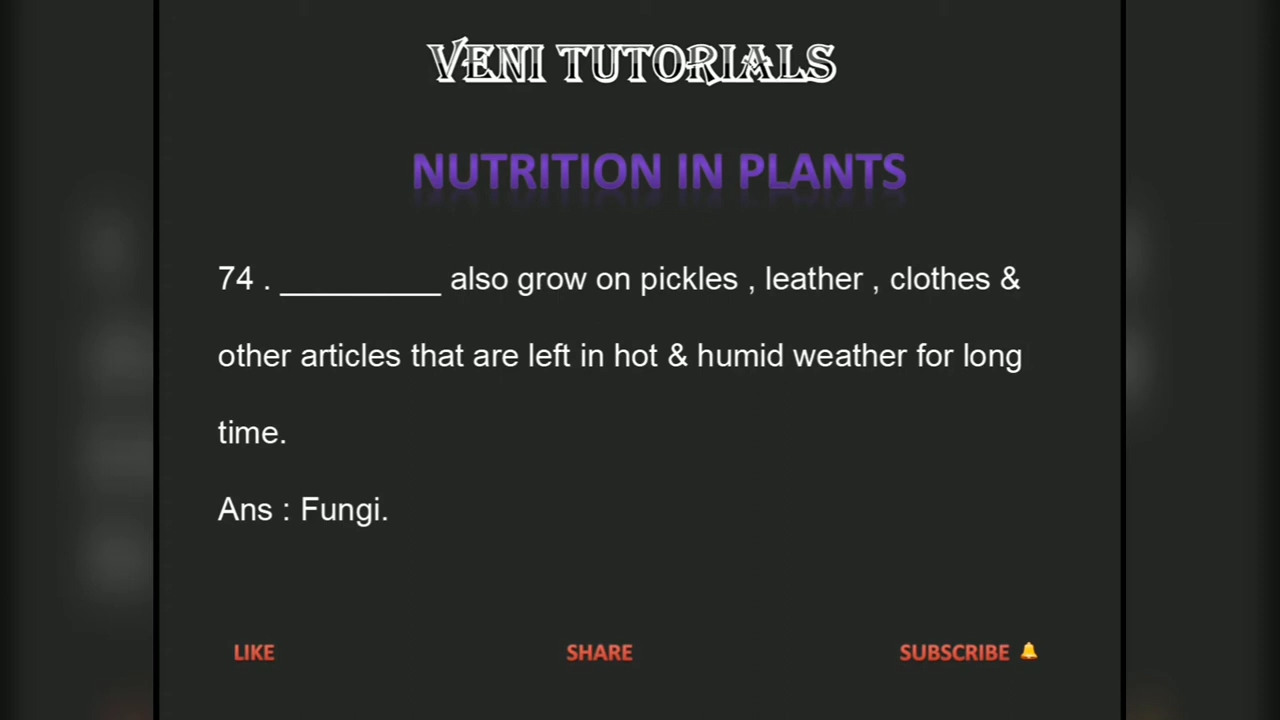 VENI TUTORIALS
NUTRITION IN PLANTS
74 . __________ also grow on pickles , leather , clothes &
other articles that are left in hot & humid weather for long
time.
Ans : Fungi.
LIKE SHARE SUBSCRIBE 🔔